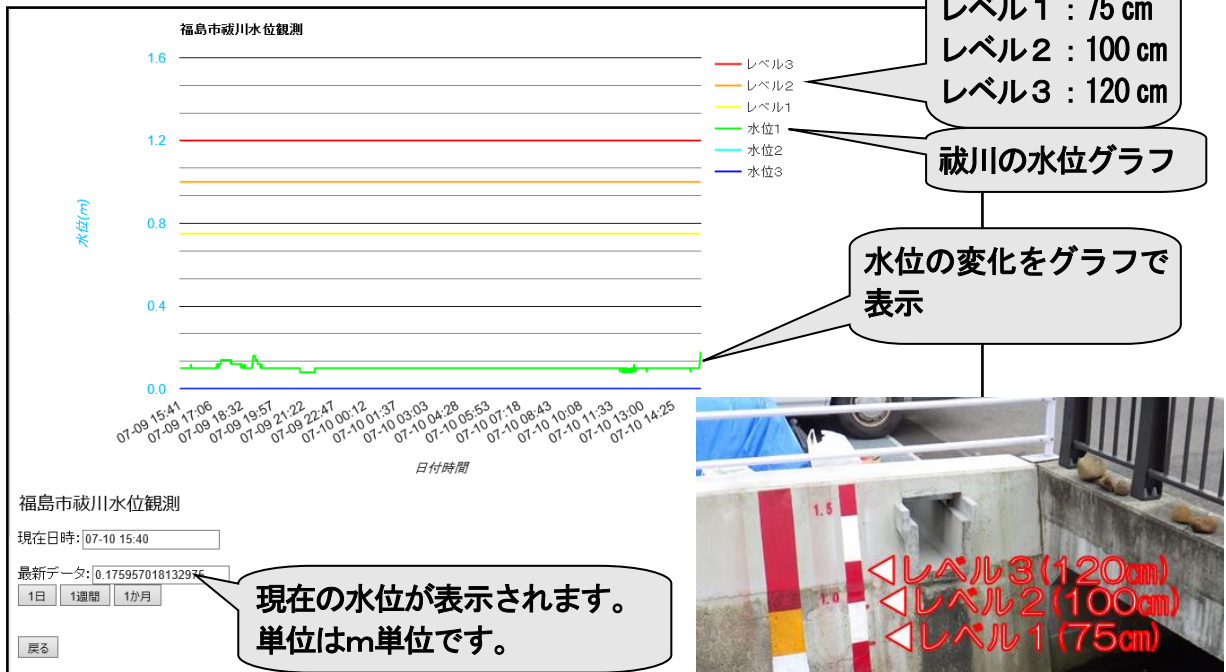 福島市祓川水位観測
1.6
1.2
0.8
0.4
0.0
水位(m)
07-09 15:41
07-09 17:06
07-09 18:32
07-09 19:57
07-09 21:22
07-09 22:47
07-10 00:12
07-10 01:37
07-10 03:03
07-10 04:28
07-10 05:53
07-10 07:18
07-10 08:43
07-10 10:08
07-10 11:33
07-10 13:00
07-10 14:25
日付時間
レベル3
レベル2
レベル1
水位1
水位2
水位3
レベル１：75㎝
レベル２：100㎝
レベル３：120㎝
祓川の水位グラフ
水位の変化をグラフで
表示
福島市祓川水位観測
現在日時: 07-10 15:40
最新データ: 0.175957018132975
1日 1週間 1か月
戻る
現在の水位が表示されます。
単位はｍ単位です。
1.5
1.0
◁レベル３(120㎝)
◁レベル２(100㎝)
◁レベル１(75㎝)